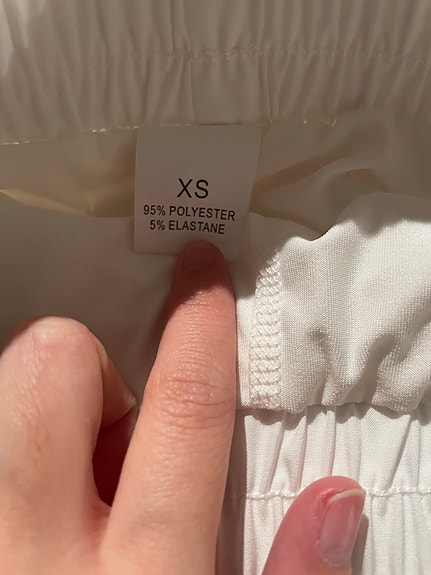 XS
95% POLYESTER
5% ELASTANE